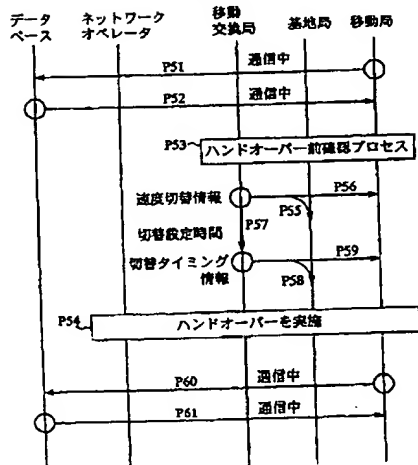 データ
ベース
ネットワーク
オペレータ
移動
交換局
基地局
移動局
P51
通信中
P52
通信中
P53
ハンドオーバー前確認プロセス
速度切替情報
P56
P55
P57
切替設定時間
切替タイミング
情報
P59
P58
P54
ハンドオーバーを実施
P60
通信中
P61
通信中